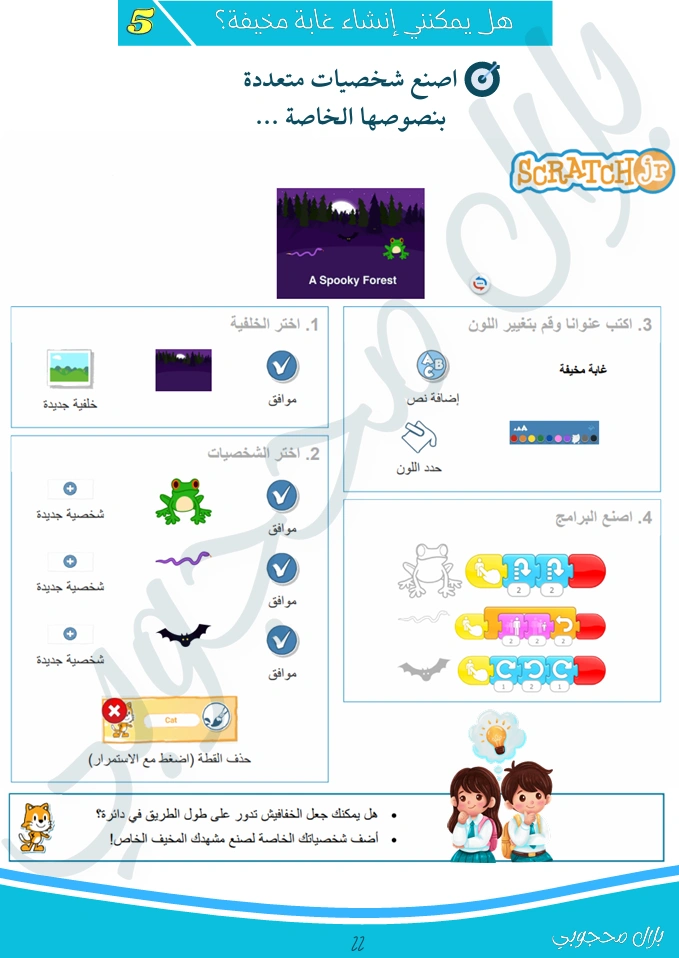 هل يمكنني إنشاء غابة مخيفة؟
5
اصنع شخصيات متعددة
بنصوصها الخاصة ...
SCRATCH jr
A Spooky Forest
1. اختر الخلفية
خلفية جديدة
موافق
2. اختر الشخصيات
شخصية جديدة
موافق
شخصية جديدة
موافق
شخصية جديدة
موافق
Cat
حذف القطة (اضغط مع الاستمرار)
3. اكتب عنوانا وقم بتغيير اللون
A B C
إضافة نص
غابة مخيفة
حدد اللون
4. اصنع البرامج
2 2
2 2 2
1 2 1
• هل يمكنك جعل الخفافيش تدور على طول الطريق في دائرة؟
• أضف شخصياتك الخاصة لصنع مشهدك المخيف الخاص!
22
بلال محجوبي
بلال محجوبي